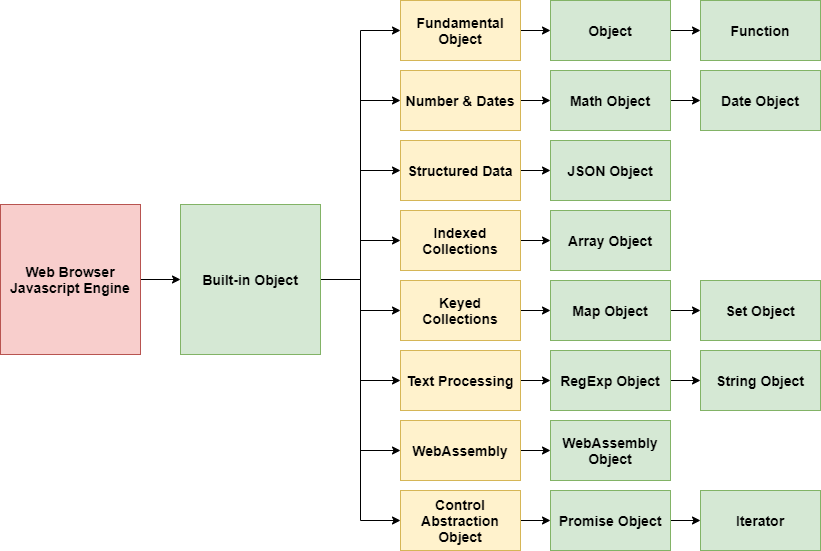 Fundamental
Object
Object
Function
Number & Dates
Math Object
Date Object
Structured Data
JSON Object
Web Browser
Javascript Engine
Built-in Object
Indexed
Collections
Array Object
Keyed
Collections
Map Object
Set Object
Text Processing
RegExp Object
String Object
WebAssembly
WebAssembly
Object
Control
Abstraction
Object
Promise Object
Iterator